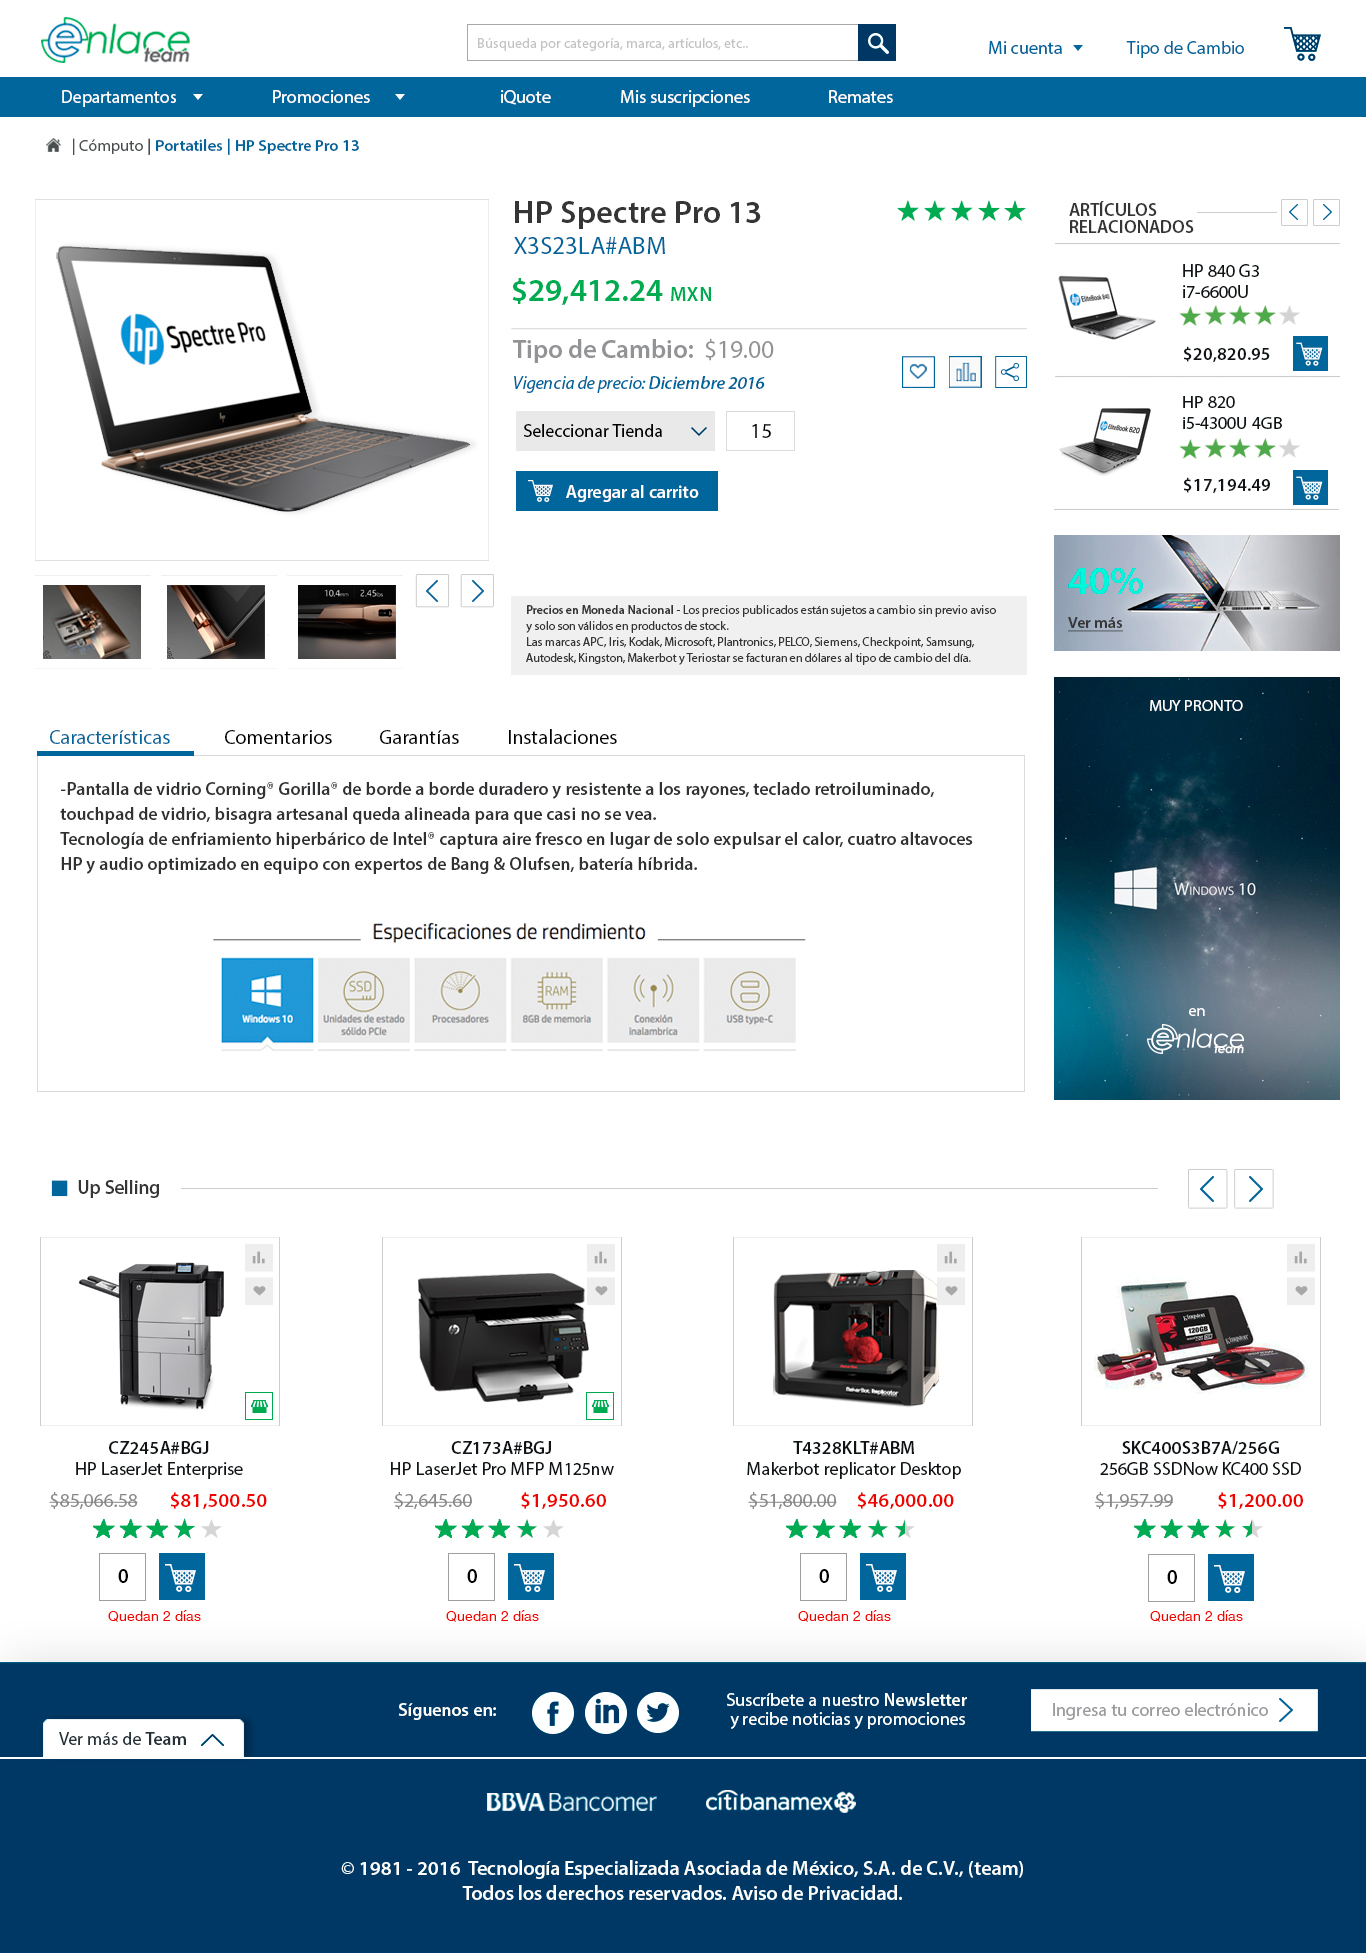 enlace
team
Búsqueda por categoría, marca, artículos, etc..
Mi cuenta
Tipo de Cambio
Departamentos
Promociones
iQuote
Mis suscripciones
Remates
| Cómputo | Portatiles | HP Spectre Pro 13
hp Spectre Pro
HP Spectre Pro 13
X3S23LA#ABM
$29,412.24 MXN
Tipo de Cambio: $19.00
Vigencia de precio: Diciembre 2016
Seleccionar Tienda
15
Agregar al carrito
10.4mm 2.45lbs
Precios en Moneda Nacional - Los precios publicados están sujetos a cambio sin previo aviso
y solo son válidos en productos de stock.
Las marcas APC, Iris, Kodak, Microsoft, Plantronics, PELCO, Siemens, Checkpoint, Samsung,
Autodesk, Kingston, Makerbot y Teriostar se facturan en dólares al tipo de cambio del día.
ARTÍCULOS
RELACIONADOS
hp EliteBook 840
HP 840 G3
i7-6600U
$20,820.95
hp EliteBook 820
HP 820
i5-4300U 4GB
$17,194.49
40%
Ver más
MUY PRONTO
Windows 10
en
enlace
team
Características
Comentarios
Garantías
Instalaciones
-Pantalla de vidrio Corning® Gorilla® de borde a borde duradero y resistente a los rayones, teclado retroiluminado,
touchpad de vidrio, bisagra artesanal queda alineada para que casi no se vea.
Tecnología de enfriamiento hiperbárico de Intel® captura aire fresco en lugar de solo expulsar el calor, cuatro altavoces
HP y audio optimizado en equipo con expertos de Bang & Olufsen, batería híbrida.
Especificaciones de rendimiento
Windows 10
SSD
Unidades de estado
sólido PCIe
Procesadores
RAM
8GB de memoria
Conexión
inalambrica
USB type-C
Up Selling
CZ245A#BGJ
HP LaserJet Enterprise
$85,066.58 $81,500.50
0
Quedan 2 días
hp
CZ173A#BGJ
HP LaserJet Pro MFP M125nw
$2,645.60 $1,950.60
0
Quedan 2 días
MakerBot Replicator
T4328KLT#ABM
Makerbot replicator Desktop
$51,800.00 $46,000.00
0
Quedan 2 días
Kingston
120GB
Kingston
SKC400S3B7A/256G
256GB SSDNow KC400 SSD
$1,957.99 $1,200.00
0
Quedan 2 días
Ver más de Team
Síguenos en:
f
in
Suscríbete a nuestro Newsletter
y recibe noticias y promociones
Ingresa tu correo electrónico
BBVA Bancomer
citibanamex
© 1981 - 2016 Tecnología Especializada Asociada de México, S.A. de C.V., (team)
Todos los derechos reservados. Aviso de Privacidad.